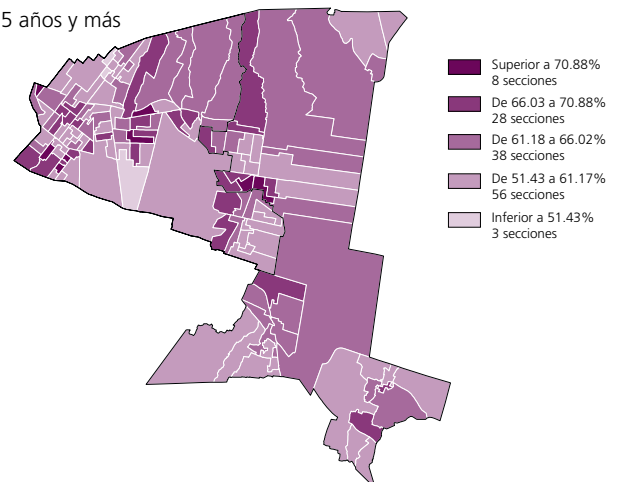 5 años y más
Superior a 70.88%
8 secciones
De 66.03 a 70.88%
28 secciones
De 61.18 a 66.02%
38 secciones
De 51.43 a 61.17%
56 secciones
Inferior a 51.43%
3 secciones